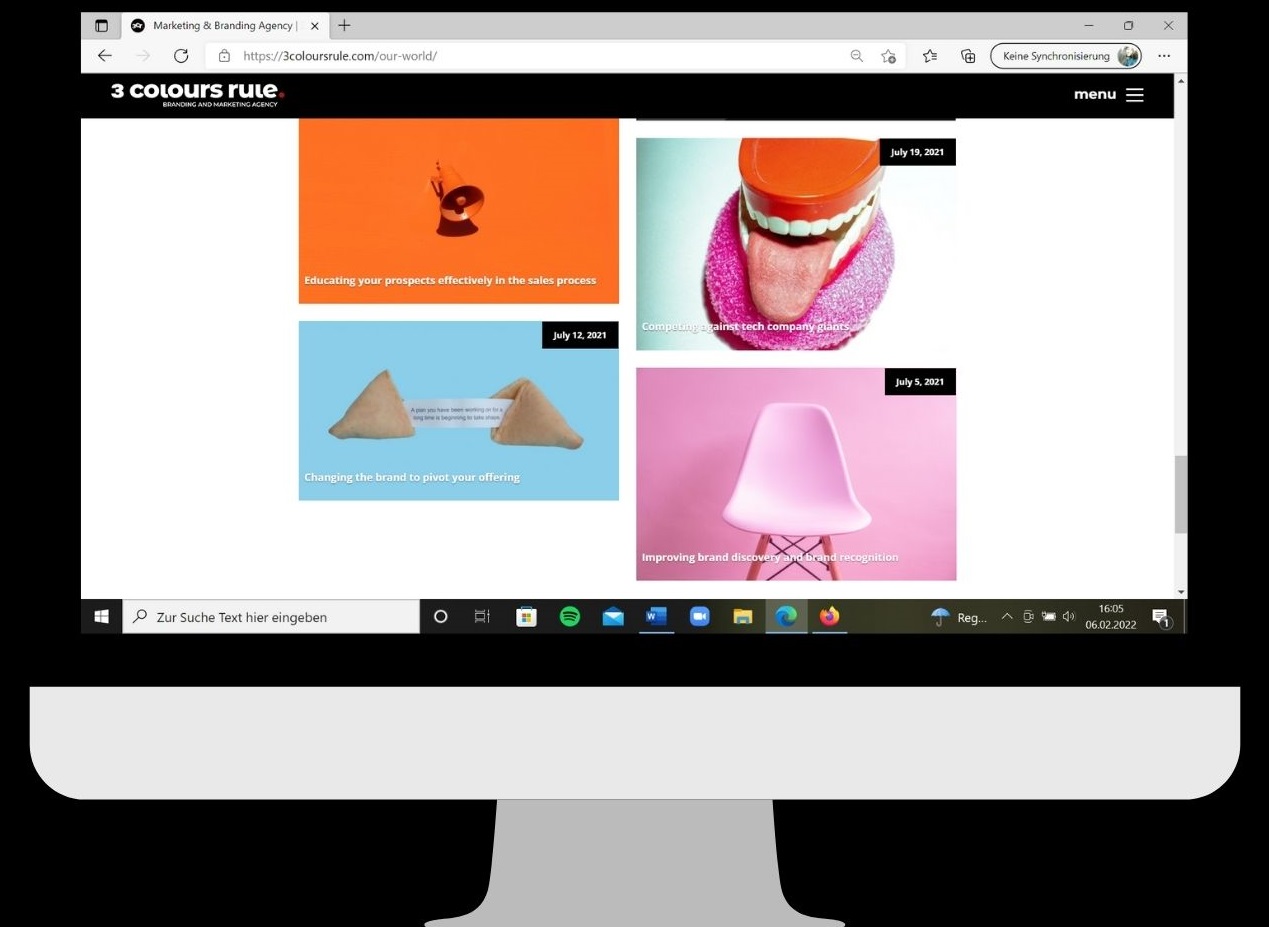 Marketing & Branding Agency |
https://3coloursrule.com/our-world/
Keine Synchronisierung
3 colours rule.
BRANDING AND MARKETING AGENCY
menu
Educating your prospects effectively in the sales process
July 19, 2021
Competing against tech company giants
July 12, 2021
A plan you have been working on for a
long time is beginning to take shape.
Changing the brand to pivot your offering
July 5, 2021
Improving brand discovery and brand recognition
Zur Suche Text hier eingeben
Reg...
16:05
06.02.2022
1